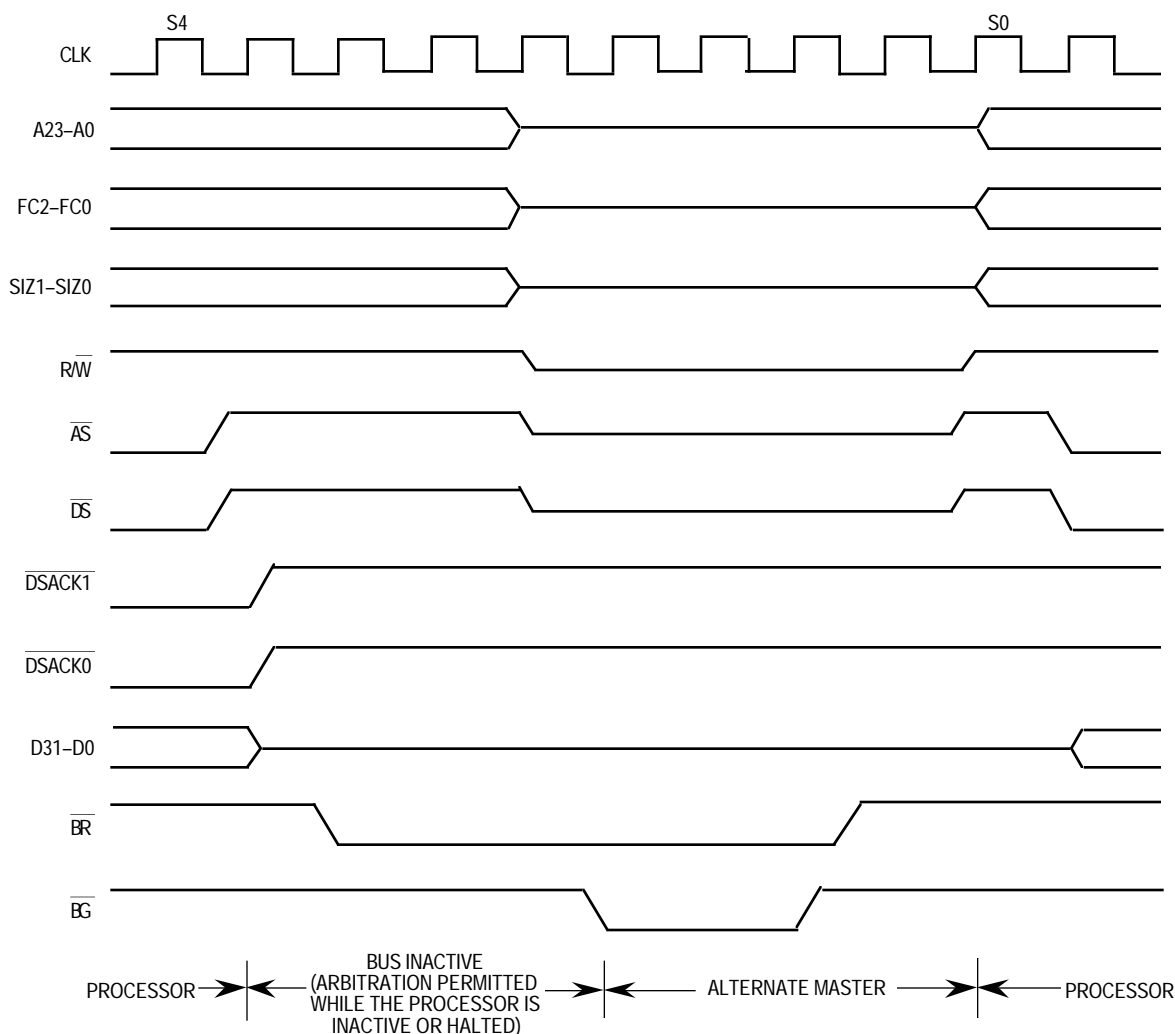 S4 S0
CLK
A23–A0
FC2–FC0
SIZ1–SIZ0
R/W
AS
DS
DSACK1
DSACK0
D31–D0
BR
BG
PROCESSOR
BUS INACTIVE
(ARBITRATION PERMITTED
WHILE THE PROCESSOR IS
INACTIVE OR HALTED)
ALTERNATE MASTER
PROCESSOR